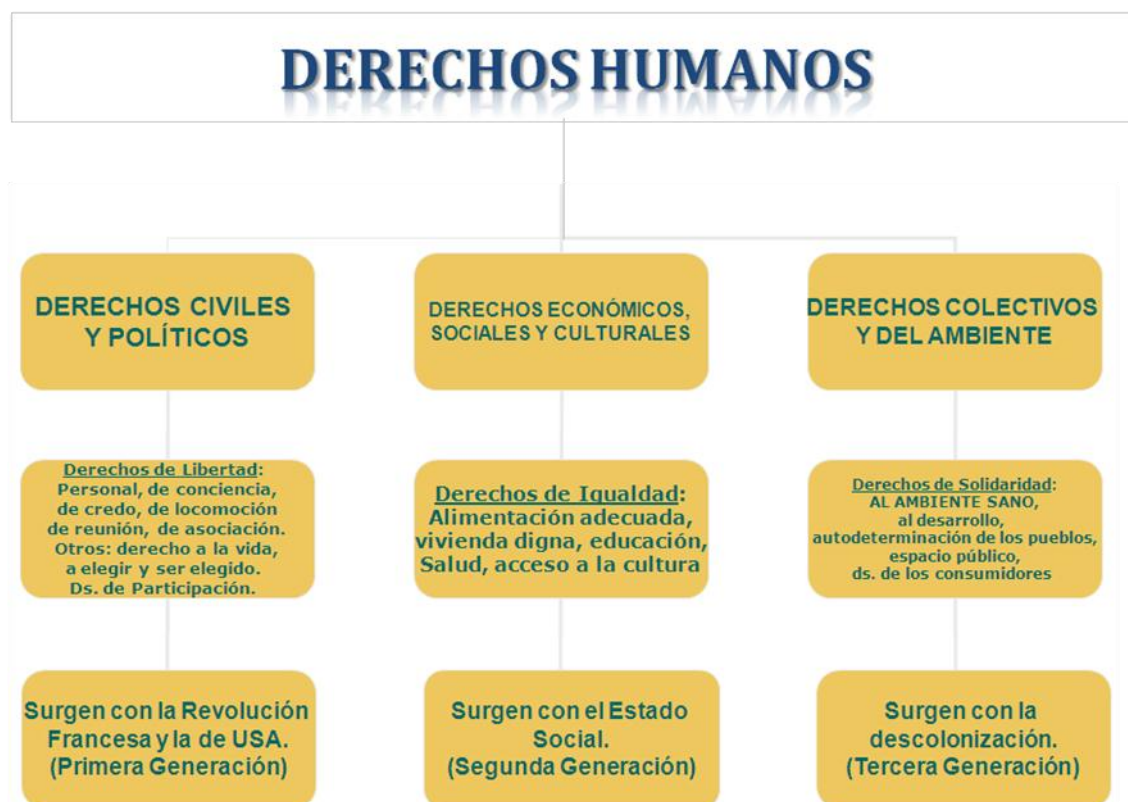 DERECHOS HUMANOS
DERECHOS CIVILES
Y POLÍTICOS
DERECHOS ECONÓMICOS,
SOCIALES Y CULTURALES
DERECHOS COLECTIVOS
Y DEL AMBIENTE
Derechos de Libertad:
Personal, de conciencia,
de credo, de locomoción
de reunión, de asociación.
Otros: derecho a la vida,
a elegir y ser elegido.
Ds. de Participación.
Derechos de Igualdad:
Alimentación adecuada,
vivienda digna, educación,
Salud, acceso a la cultura
Derechos de Solidaridad:
AL AMBIENTE SANO,
al desarrollo,
autodeterminación de los pueblos,
espacio público,
ds. de los consumidores
Surgen con la Revolución
Francesa y la de USA.
(Primera Generación)
Surgen con el Estado
Social.
(Segunda Generación)
Surgen con la
descolonización.
(Tercera Generación)